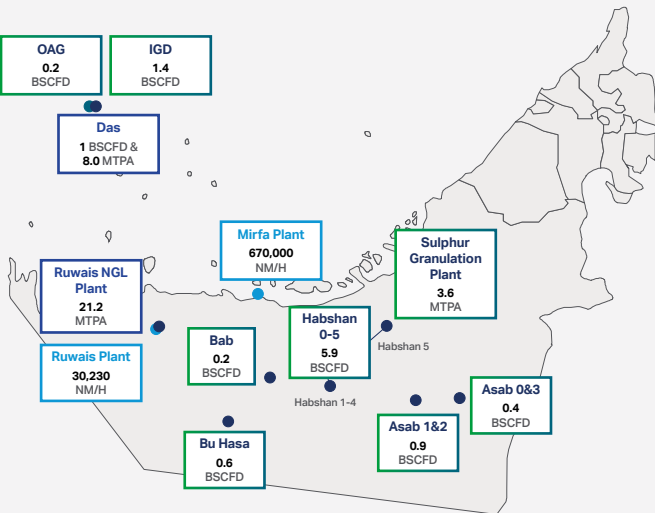 OAG
0.2
BSCFD
IGD
1.4
BSCFD
Das
1 BSCFD &
8.0 MTPA
Mirfa Plant
670,000
NM/H
Sulphur
Granulation
Plant
3.6
MTPA
Ruwais NGL
Plant
21.2
MTPA
Ruwais Plant
30,230
NM/H
Bab
0.2
BSCFD
Habshan
0-5
5.9
BSCFD
Habshan 5
Habshan 1-4
Bu Hasa
0.6
BSCFD
Asab 1&2
0.9
BSCFD
Asab 0&3
0.4
BSCFD